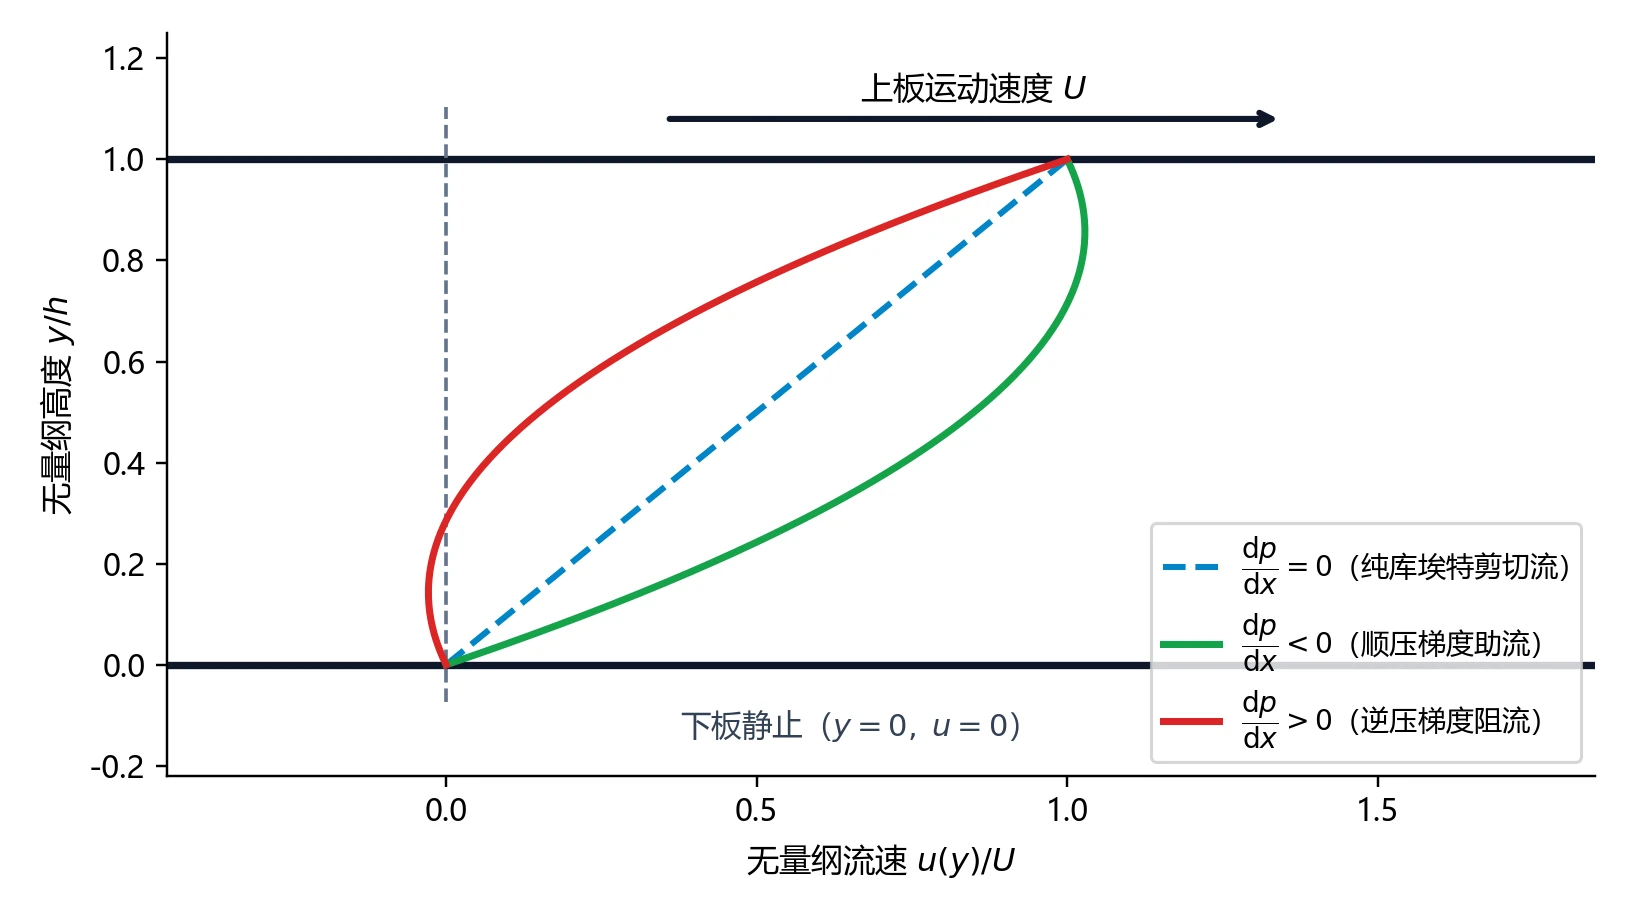 1.2
上板运动速度 U
1.0
0.8
0.6
0.4
0.2
0.0
-0.2
无量纲高度 y/h
dp/dx = 0（纯库埃特剪切流）
dp/dx < 0（顺压梯度助流）
dp/dx > 0（逆压梯度阻流）
下板静止（y = 0, u = 0）
0.0 0.5 1.0 1.5
无量纲流速 u(y)/U